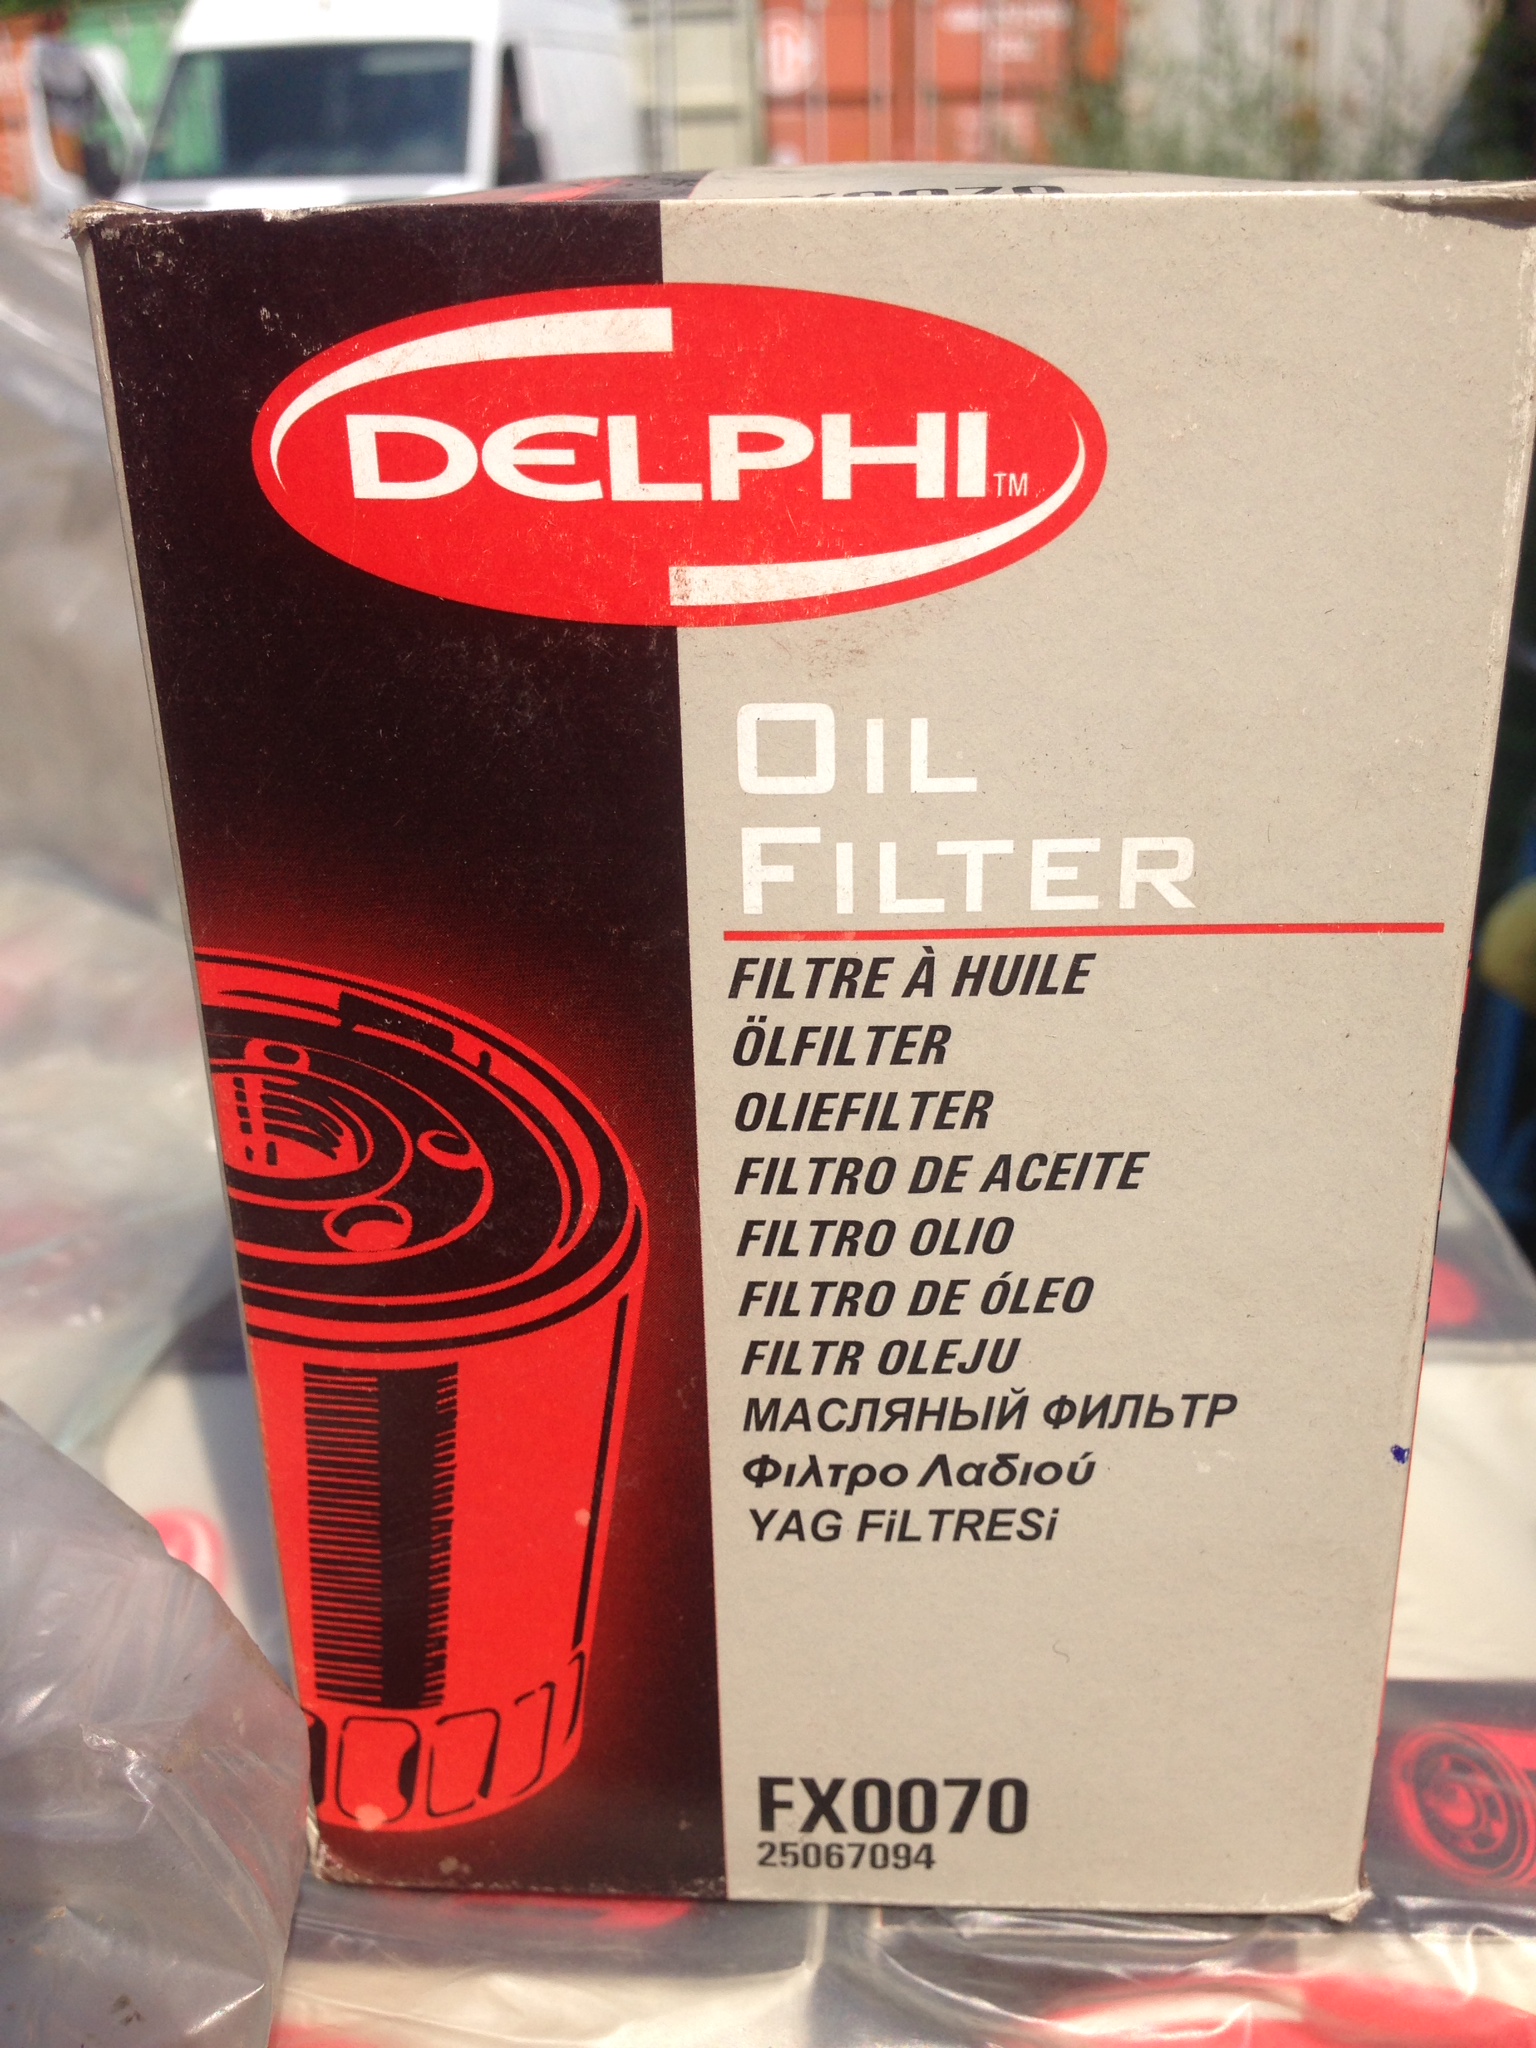 DELPHI™
OIL
FILTER
FILTRE À HUILE
ÖLFILTER
OLIEFILTER
FILTRO DE ACEITE
FILTRO OLIO
FILTRO DE ÓLEO
FILTR OLEJU
МАСЛЯНЫЙ ФИЛЬТР
Φιλτρο Λαδιού
YAG FiLTRESi
FX0070
25067094